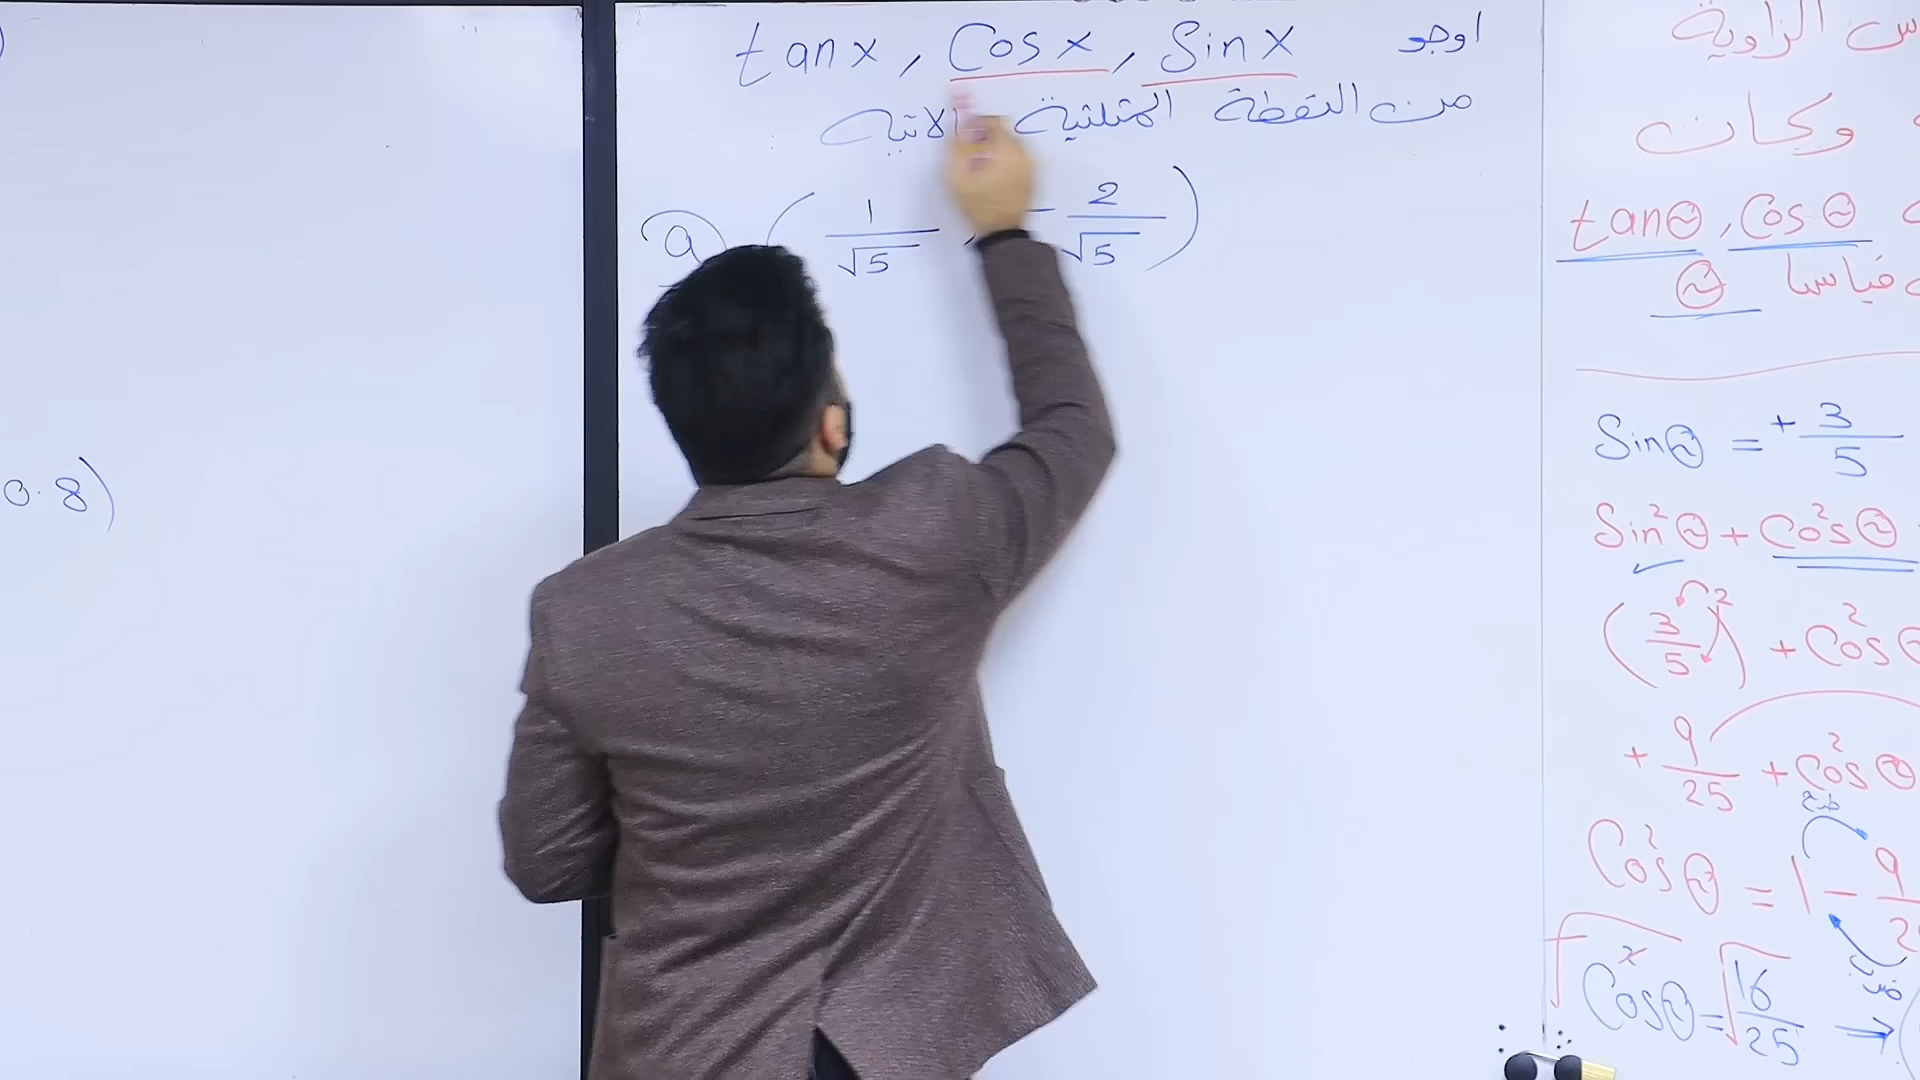 اوجد sin x , cos x , tan x
من النقطة المثلثية الاتية
a ( 1/√5 , - 2/√5 )
0.8)
س الزاوية
وكان
tanθ , cosθ
قياسا θ
sinθ = + 3/5
sin²θ + cos²θ
(3/5)² + cos²θ
+ 9/25 + cos²θ
cos²θ = 1 - 9/2
cos²θ = √16/25 →